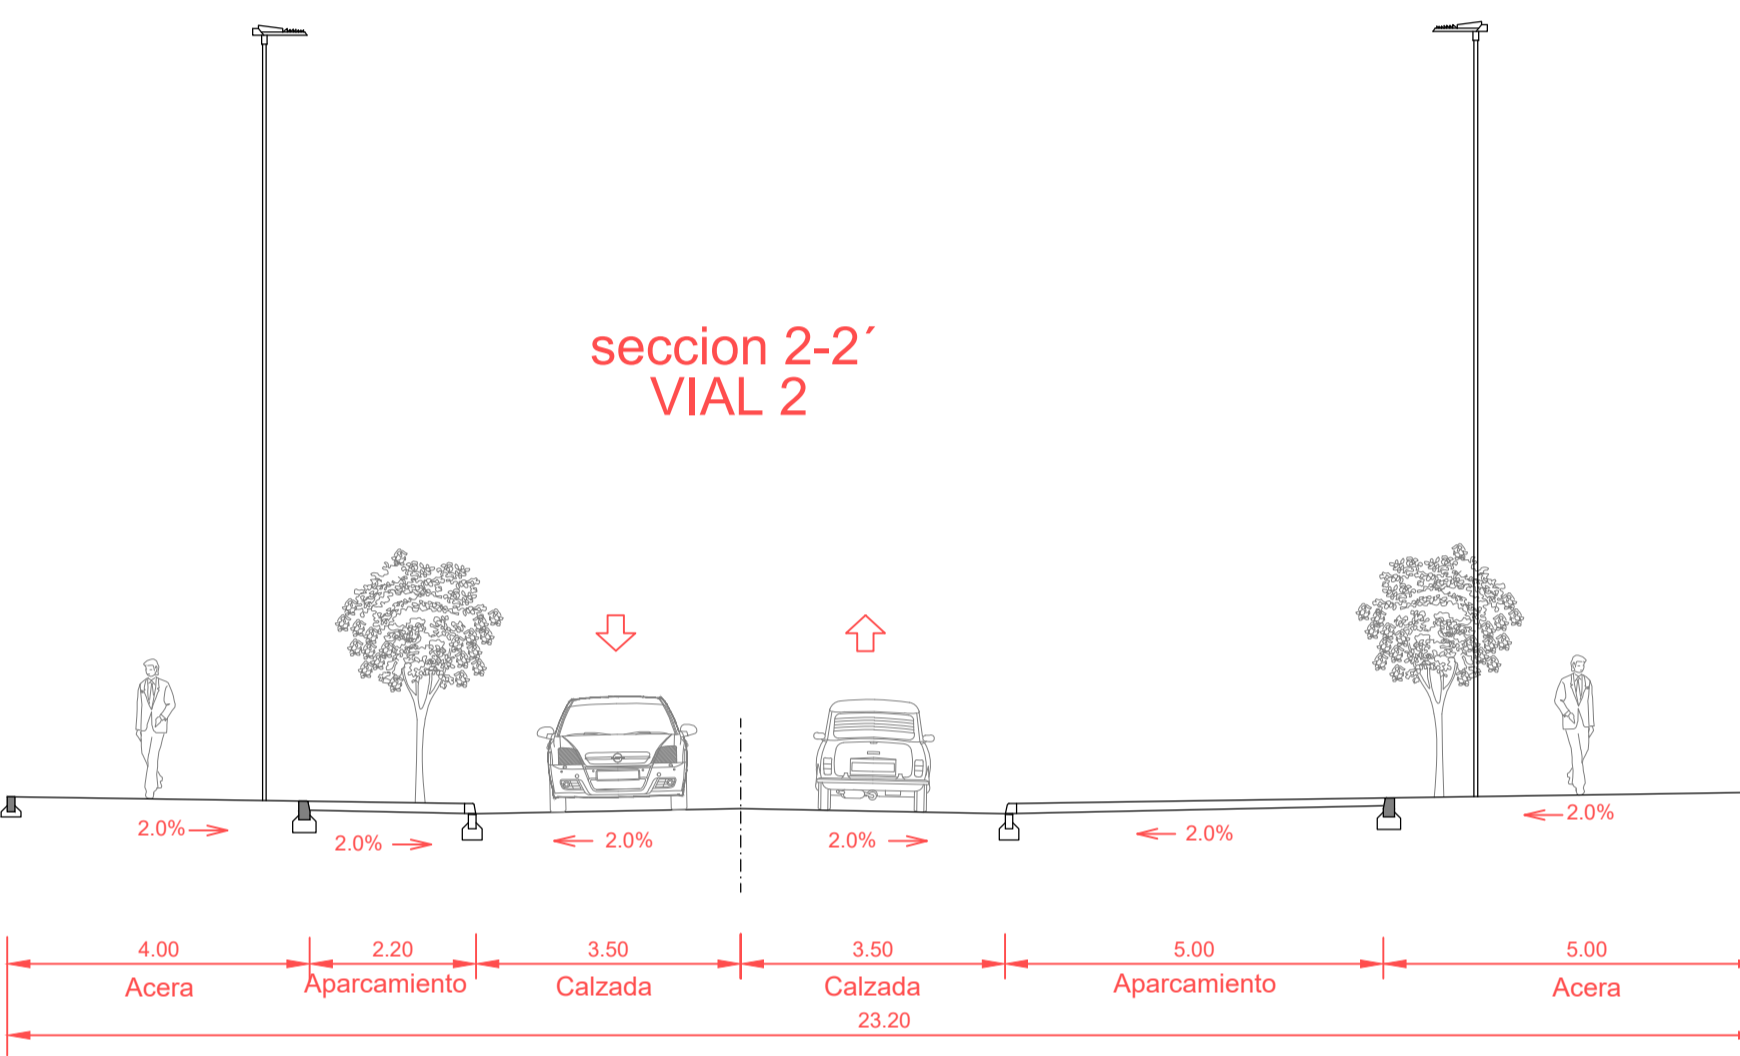 seccion 2-2´
VIAL 2
2.0%
2.0%
2.0%
2.0%
2.0%
2.0%
4.00
2.20
3.50
3.50
5.00
5.00
Acera
Aparcamiento
Calzada
Calzada
Aparcamiento
Acera
23.20